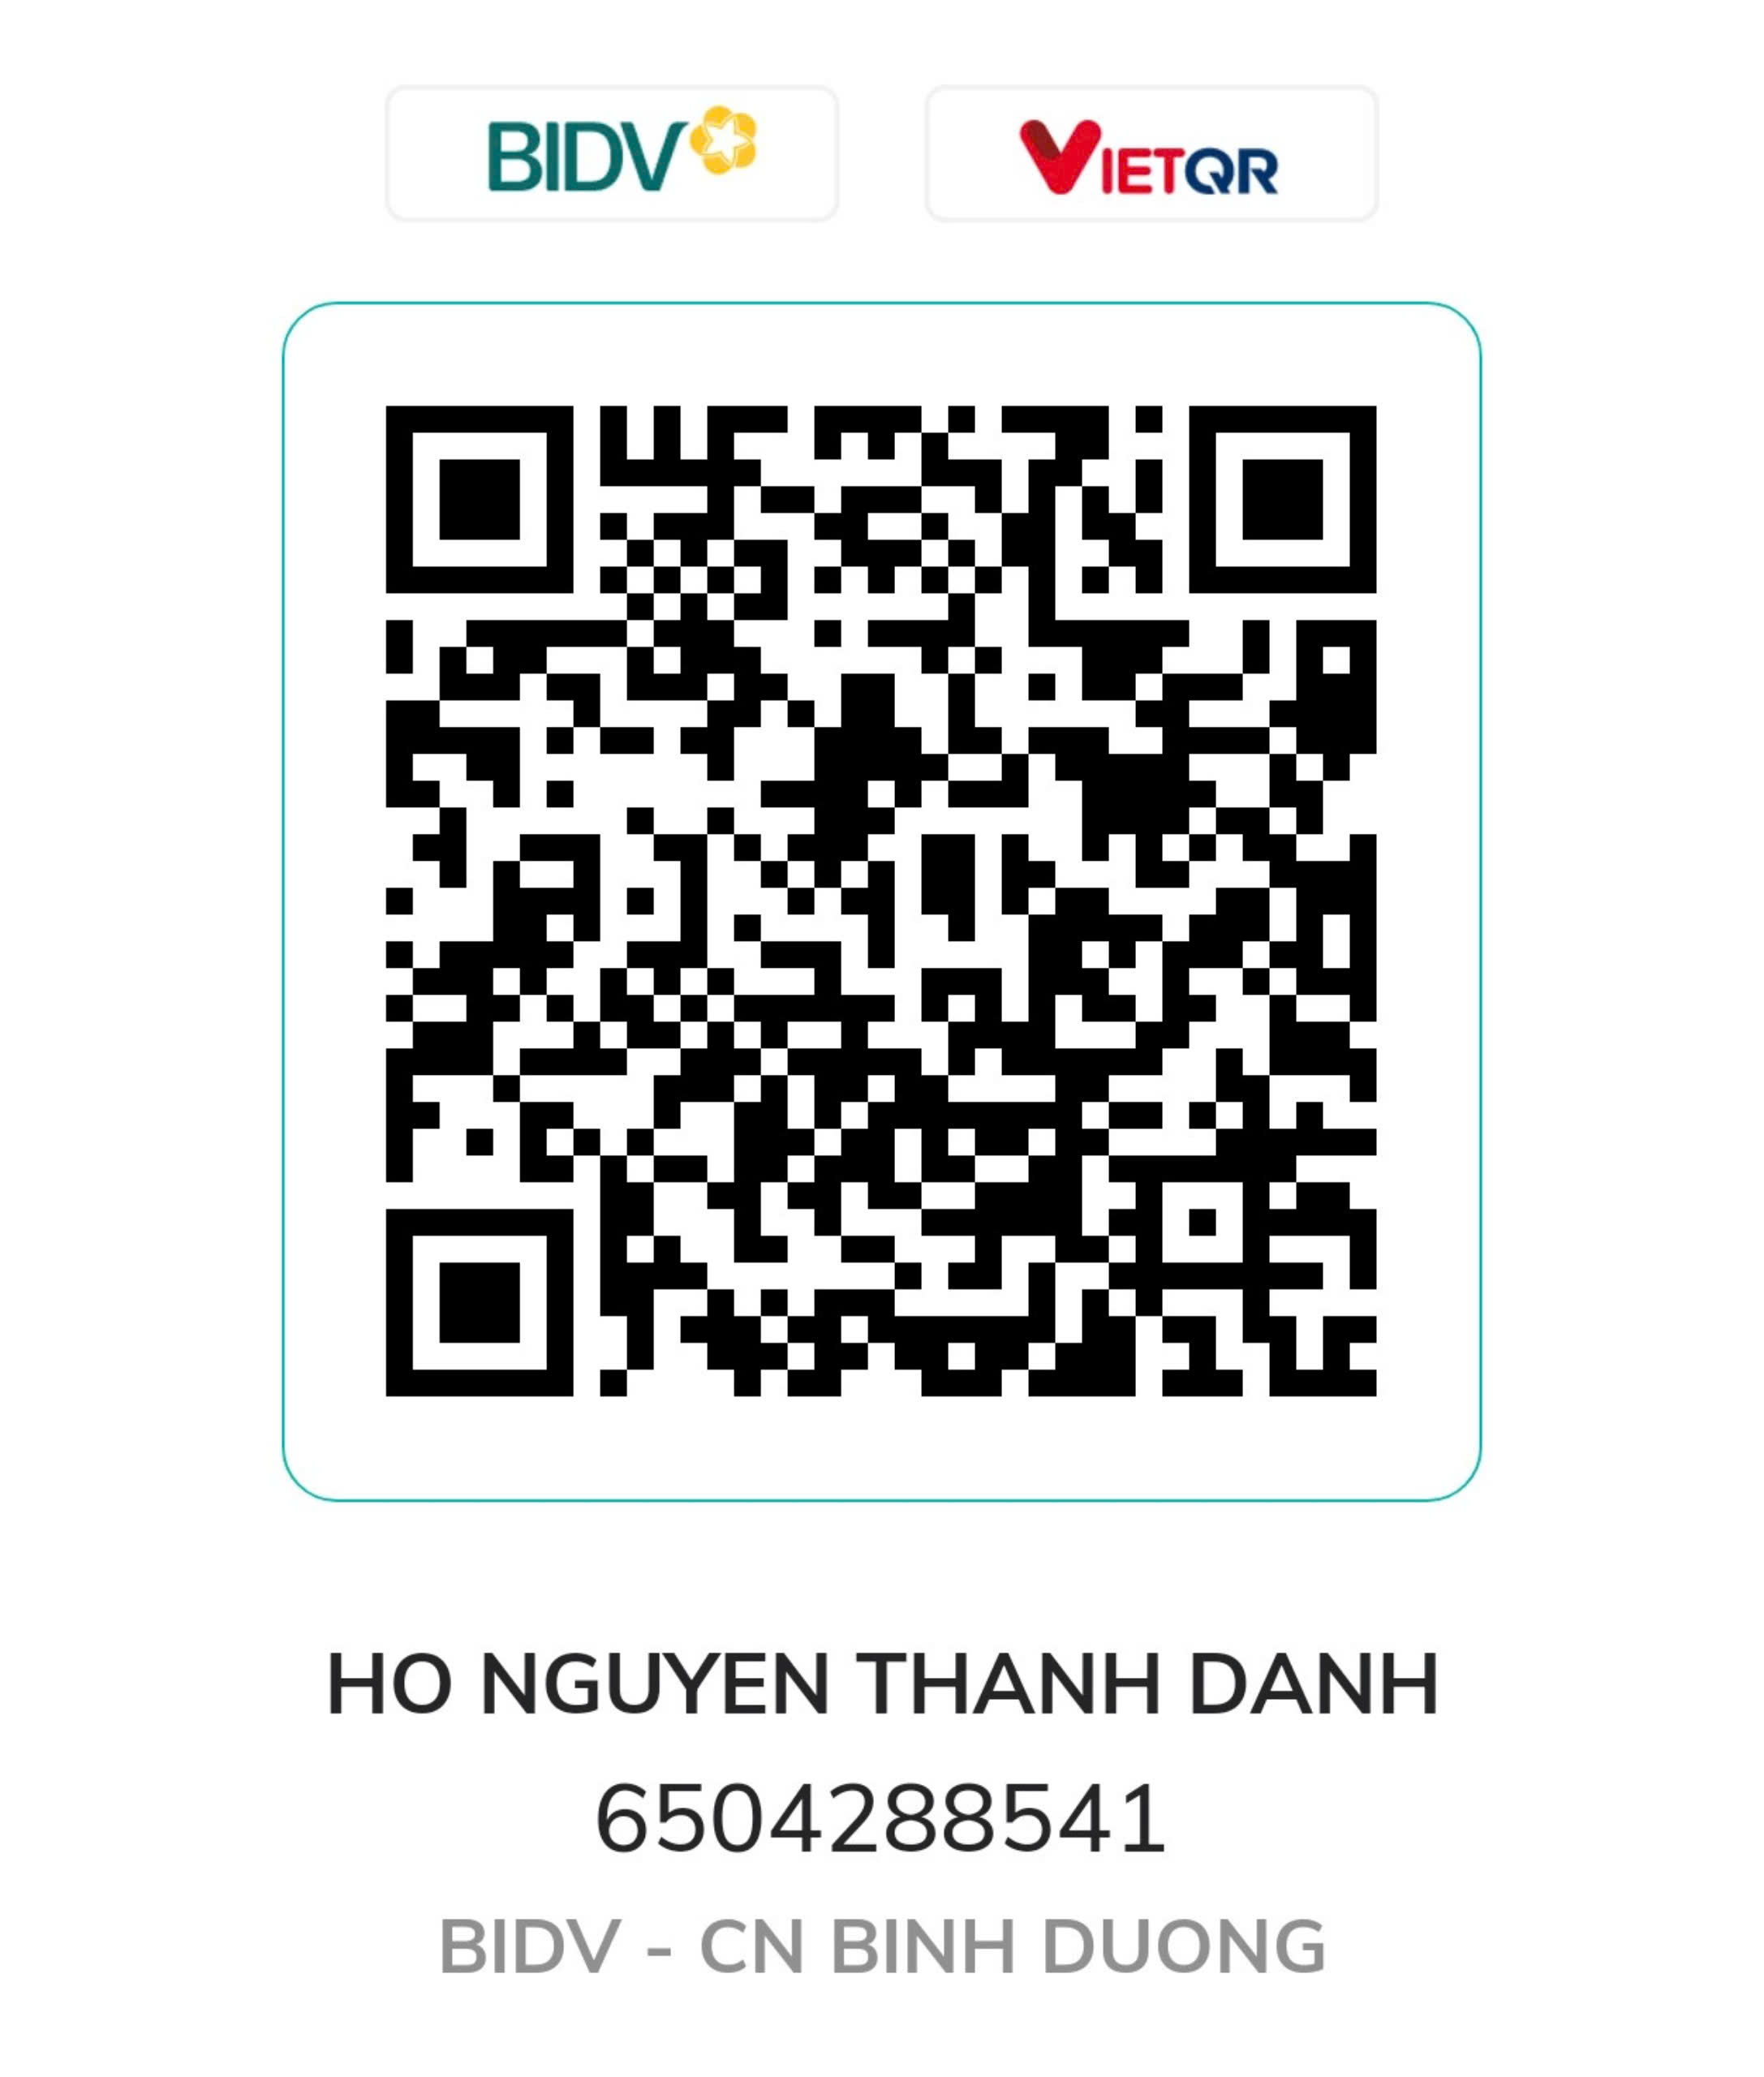 BIDV
VIETQR
HO NGUYEN THANH DANH
6504288541
BIDV - CN BINH DUONG